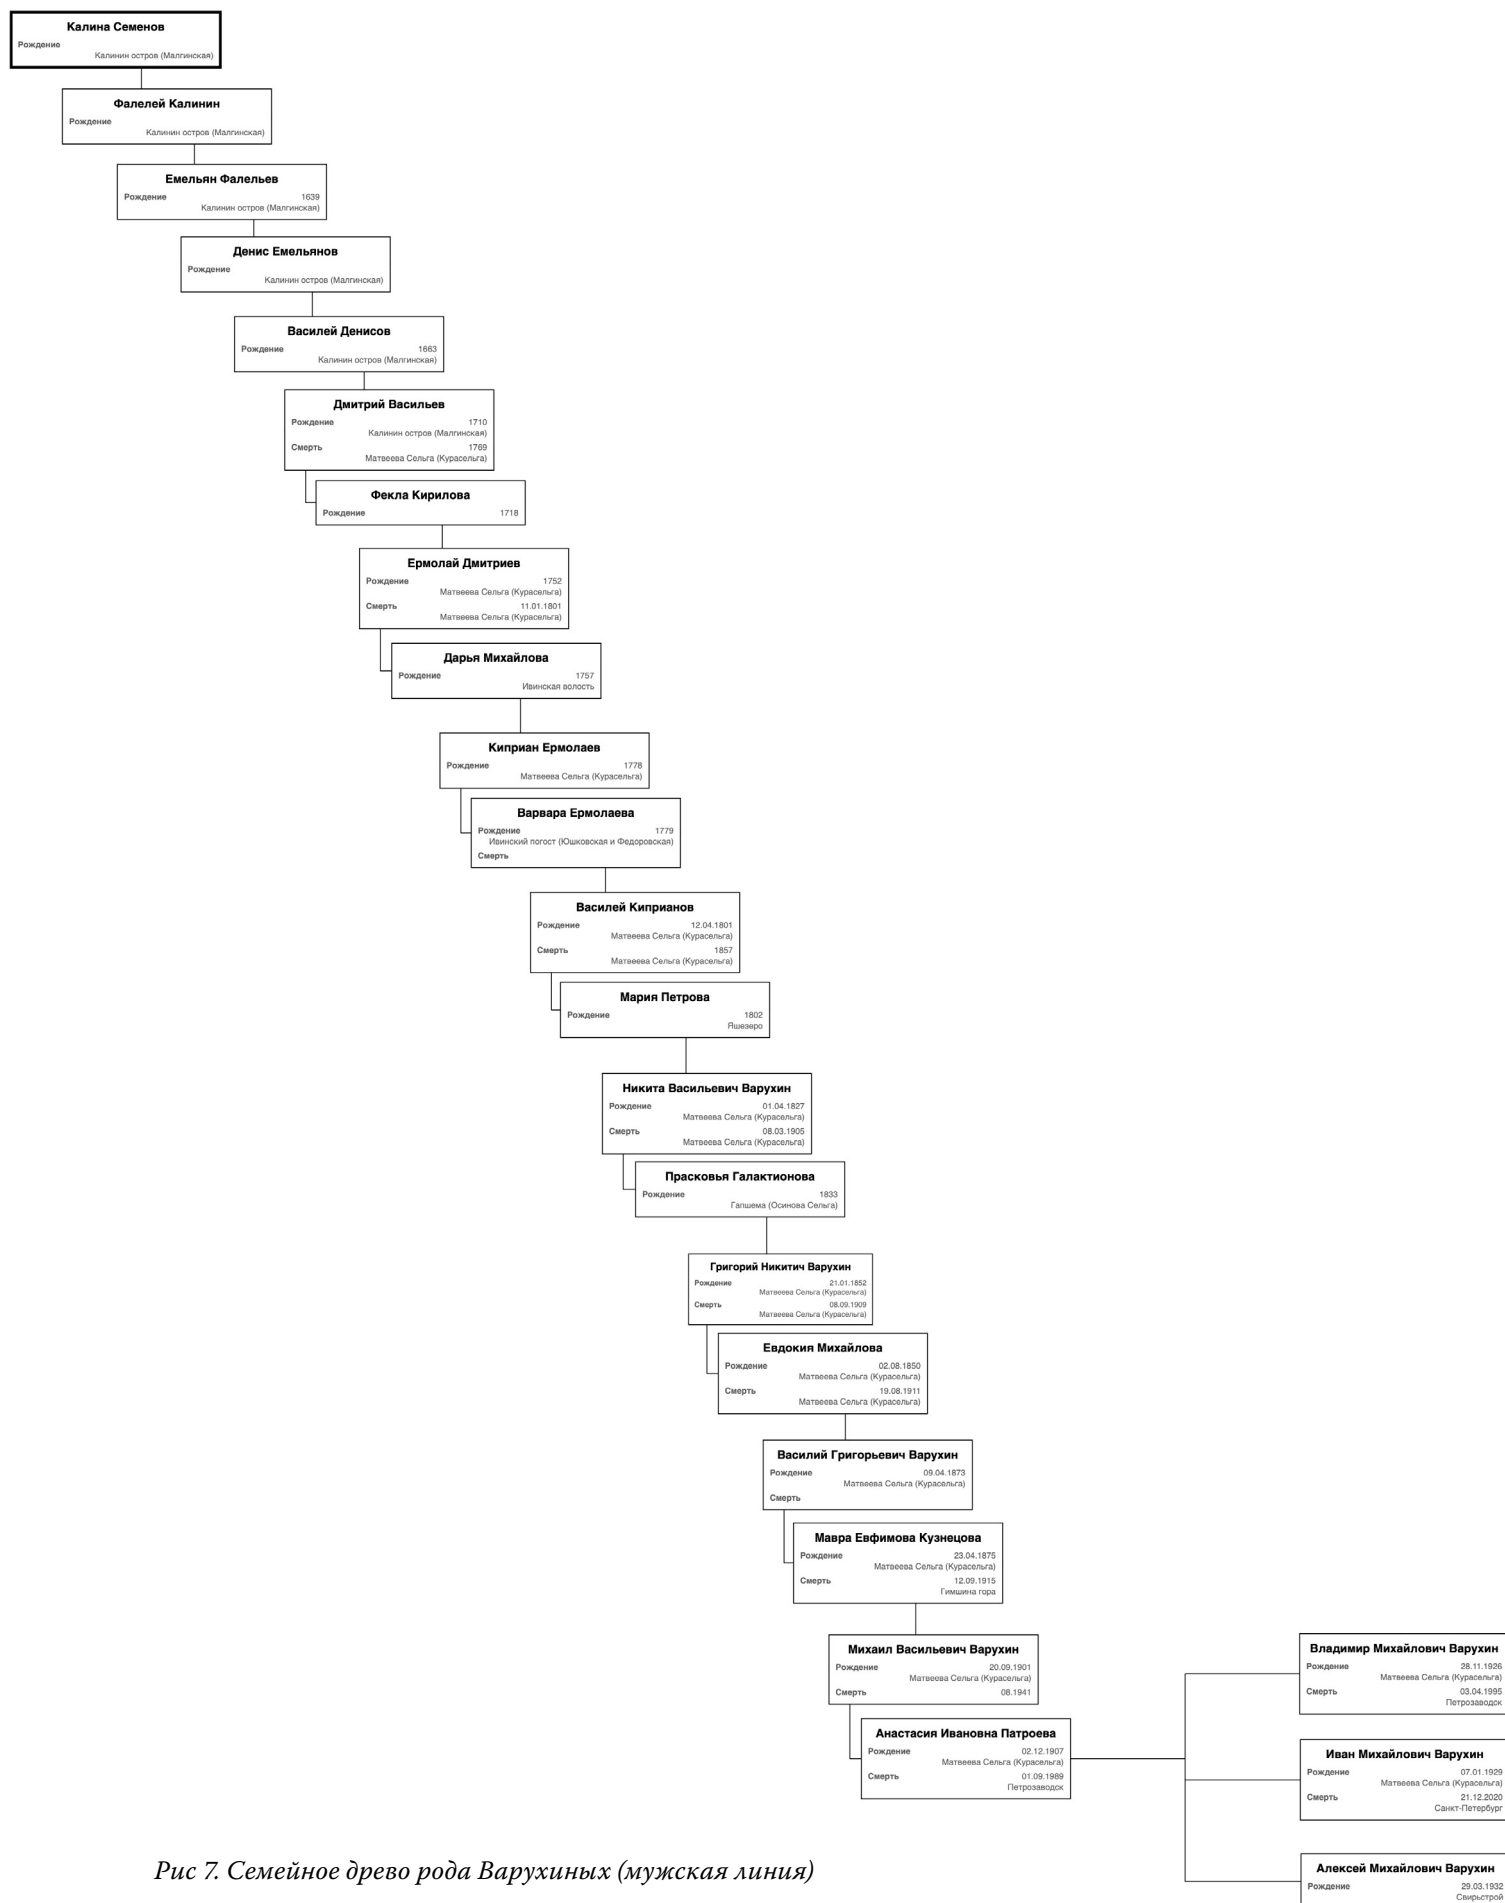 Калина Семенов
Рождение
Калинин остров (Малгинская)
Фалелей Калинин
Рождение
Калинин остров (Малгинская)
Емельян Фалельев
Рождение 1639
Калинин остров (Малгинская)
Денис Емельянов
Рождение
Калинин остров (Малгинская)
Василей Денисов
Рождение 1663
Калинин остров (Малгинская)
Дмитрий Васильев
Рождение 1710
Калинин остров (Малгинская)
Смерть 1769
Матвеева Сельга (Курасельга)
Фекла Кирилова
Рождение 1718
Ермолай Дмитриев
Рождение 1752
Матвеева Сельга (Курасельга)
Смерть 11.01.1801
Матвеева Сельга (Курасельга)
Дарья Михайлова
Рождение 1757
Ивинская волость
Киприан Ермолаев
Рождение 1778
Матвеева Сельга (Курасельга)
Варвара Ермолаева
Рождение 1779
Ивинский погост (Юшковская и Федоровская)
Смерть
Василей Киприанов
Рождение 12.04.1801
Матвеева Сельга (Курасельга)
Смерть 1857
Матвеева Сельга (Курасельга)
Мария Петрова
Рождение 1802
Яшезеро
Никита Васильевич Варухин
Рождение 01.04.1827
Матвеева Сельга (Курасельга)
Смерть 08.03.1905
Матвеева Сельга (Курасельга)
Прасковья Галактионова
Рождение 1833
Гапшема (Осинова Сельга)
Григорий Никитич Варухин
Рождение 21.01.1852
Матвеева Сельга (Курасельга)
Смерть 08.09.1909
Матвеева Сельга (Курасельга)
Евдокия Михайлова
Рождение 02.08.1850
Матвеева Сельга (Курасельга)
Смерть 19.08.1911
Матвеева Сельга (Курасельга)
Василий Григорьевич Варухин
Рождение 09.04.1873
Матвеева Сельга (Курасельга)
Смерть
Мавра Евфимова Кузнецова
Рождение 23.04.1875
Матвеева Сельга (Курасельга)
Смерть 12.09.1915
Гимшина гора
Михаил Васильевич Варухин
Рождение 20.09.1901
Матвеева Сельга (Курасельга)
Смерть 08.1941
Анастасия Ивановна Патроева
Рождение 02.12.1907
Матвеева Сельга (Курасельга)
Смерть 01.09.1989
Петрозаводск
Владимир Михайлович Варухин
Рождение 28.11.1926
Матвеева Сельга (Курасельга)
Смерть 03.04.1995
Петрозаводск
Иван Михайлович Варухин
Рождение 07.01.1929
Матвеева Сельга (Курасельга)
Смерть 21.12.2020
Санкт-Петербург
Алексей Михайлович Варухин
Рождение 29.03.1932
Свирьстрой
Рис 7. Семейное древо рода Варухиных (мужская линия)